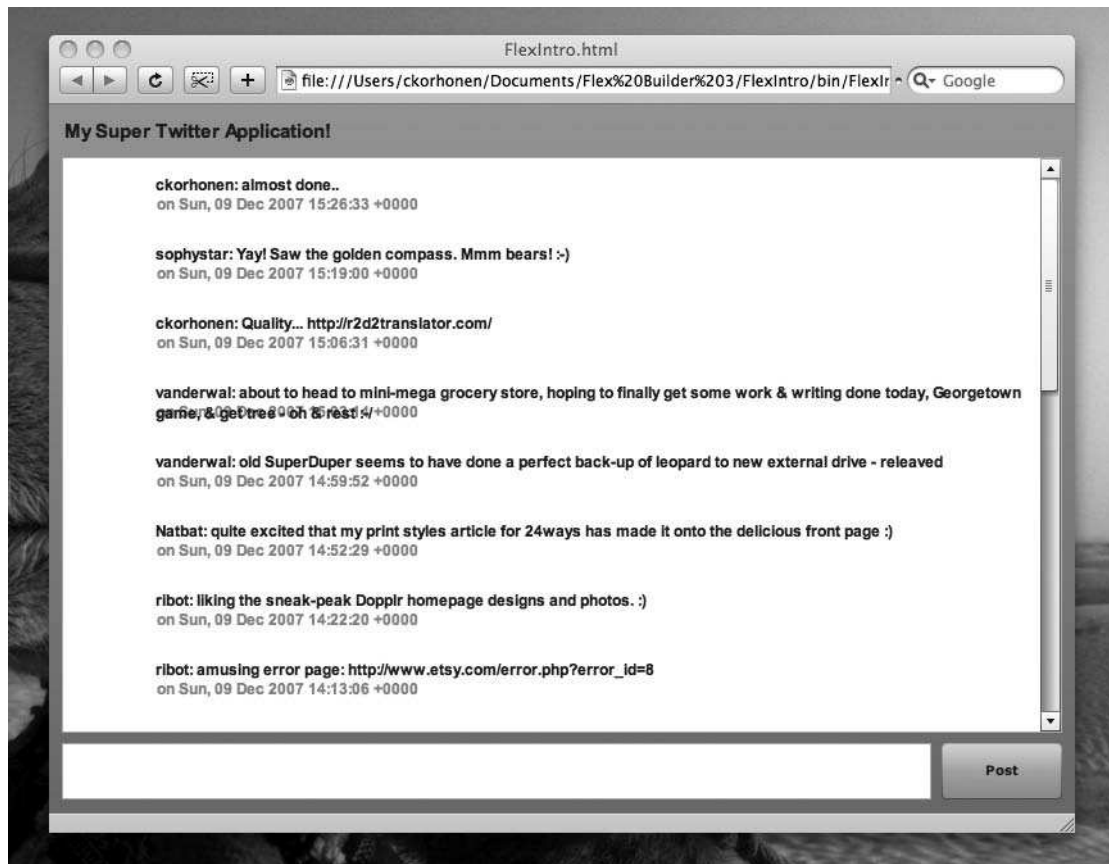 FlexIntro.html
file:///Users/ckorhonen/Documents/Flex%20Builder%203/FlexIntro/bin/FlexIr
Google
My Super Twitter Application!
ckorhonen: almost done..
on Sun, 09 Dec 2007 15:26:33 +0000
sophystar: Yay! Saw the golden compass. Mmm bears! :-)
on Sun, 09 Dec 2007 15:19:00 +0000
ckorhonen: Quality... http://r2d2translator.com/
on Sun, 09 Dec 2007 15:06:31 +0000
vanderwal: about to head to mini-mega grocery store, hoping to finally get some work & writing done today, Georgetown
game, & get tree - oh & rest :-/ +0000
vanderwal: old SuperDuper seems to have done a perfect back-up of leopard to new external drive - releaved
on Sun, 09 Dec 2007 14:59:52 +0000
Natbat: quite excited that my print styles article for 24ways has made it onto the delicious front page :)
on Sun, 09 Dec 2007 14:52:29 +0000
ribot: liking the sneak-peak Dopplr homepage designs and photos. :)
on Sun, 09 Dec 2007 14:22:20 +0000
ribot: amusing error page: http://www.etsy.com/error.php?error_id=8
on Sun, 09 Dec 2007 14:13:06 +0000
Post